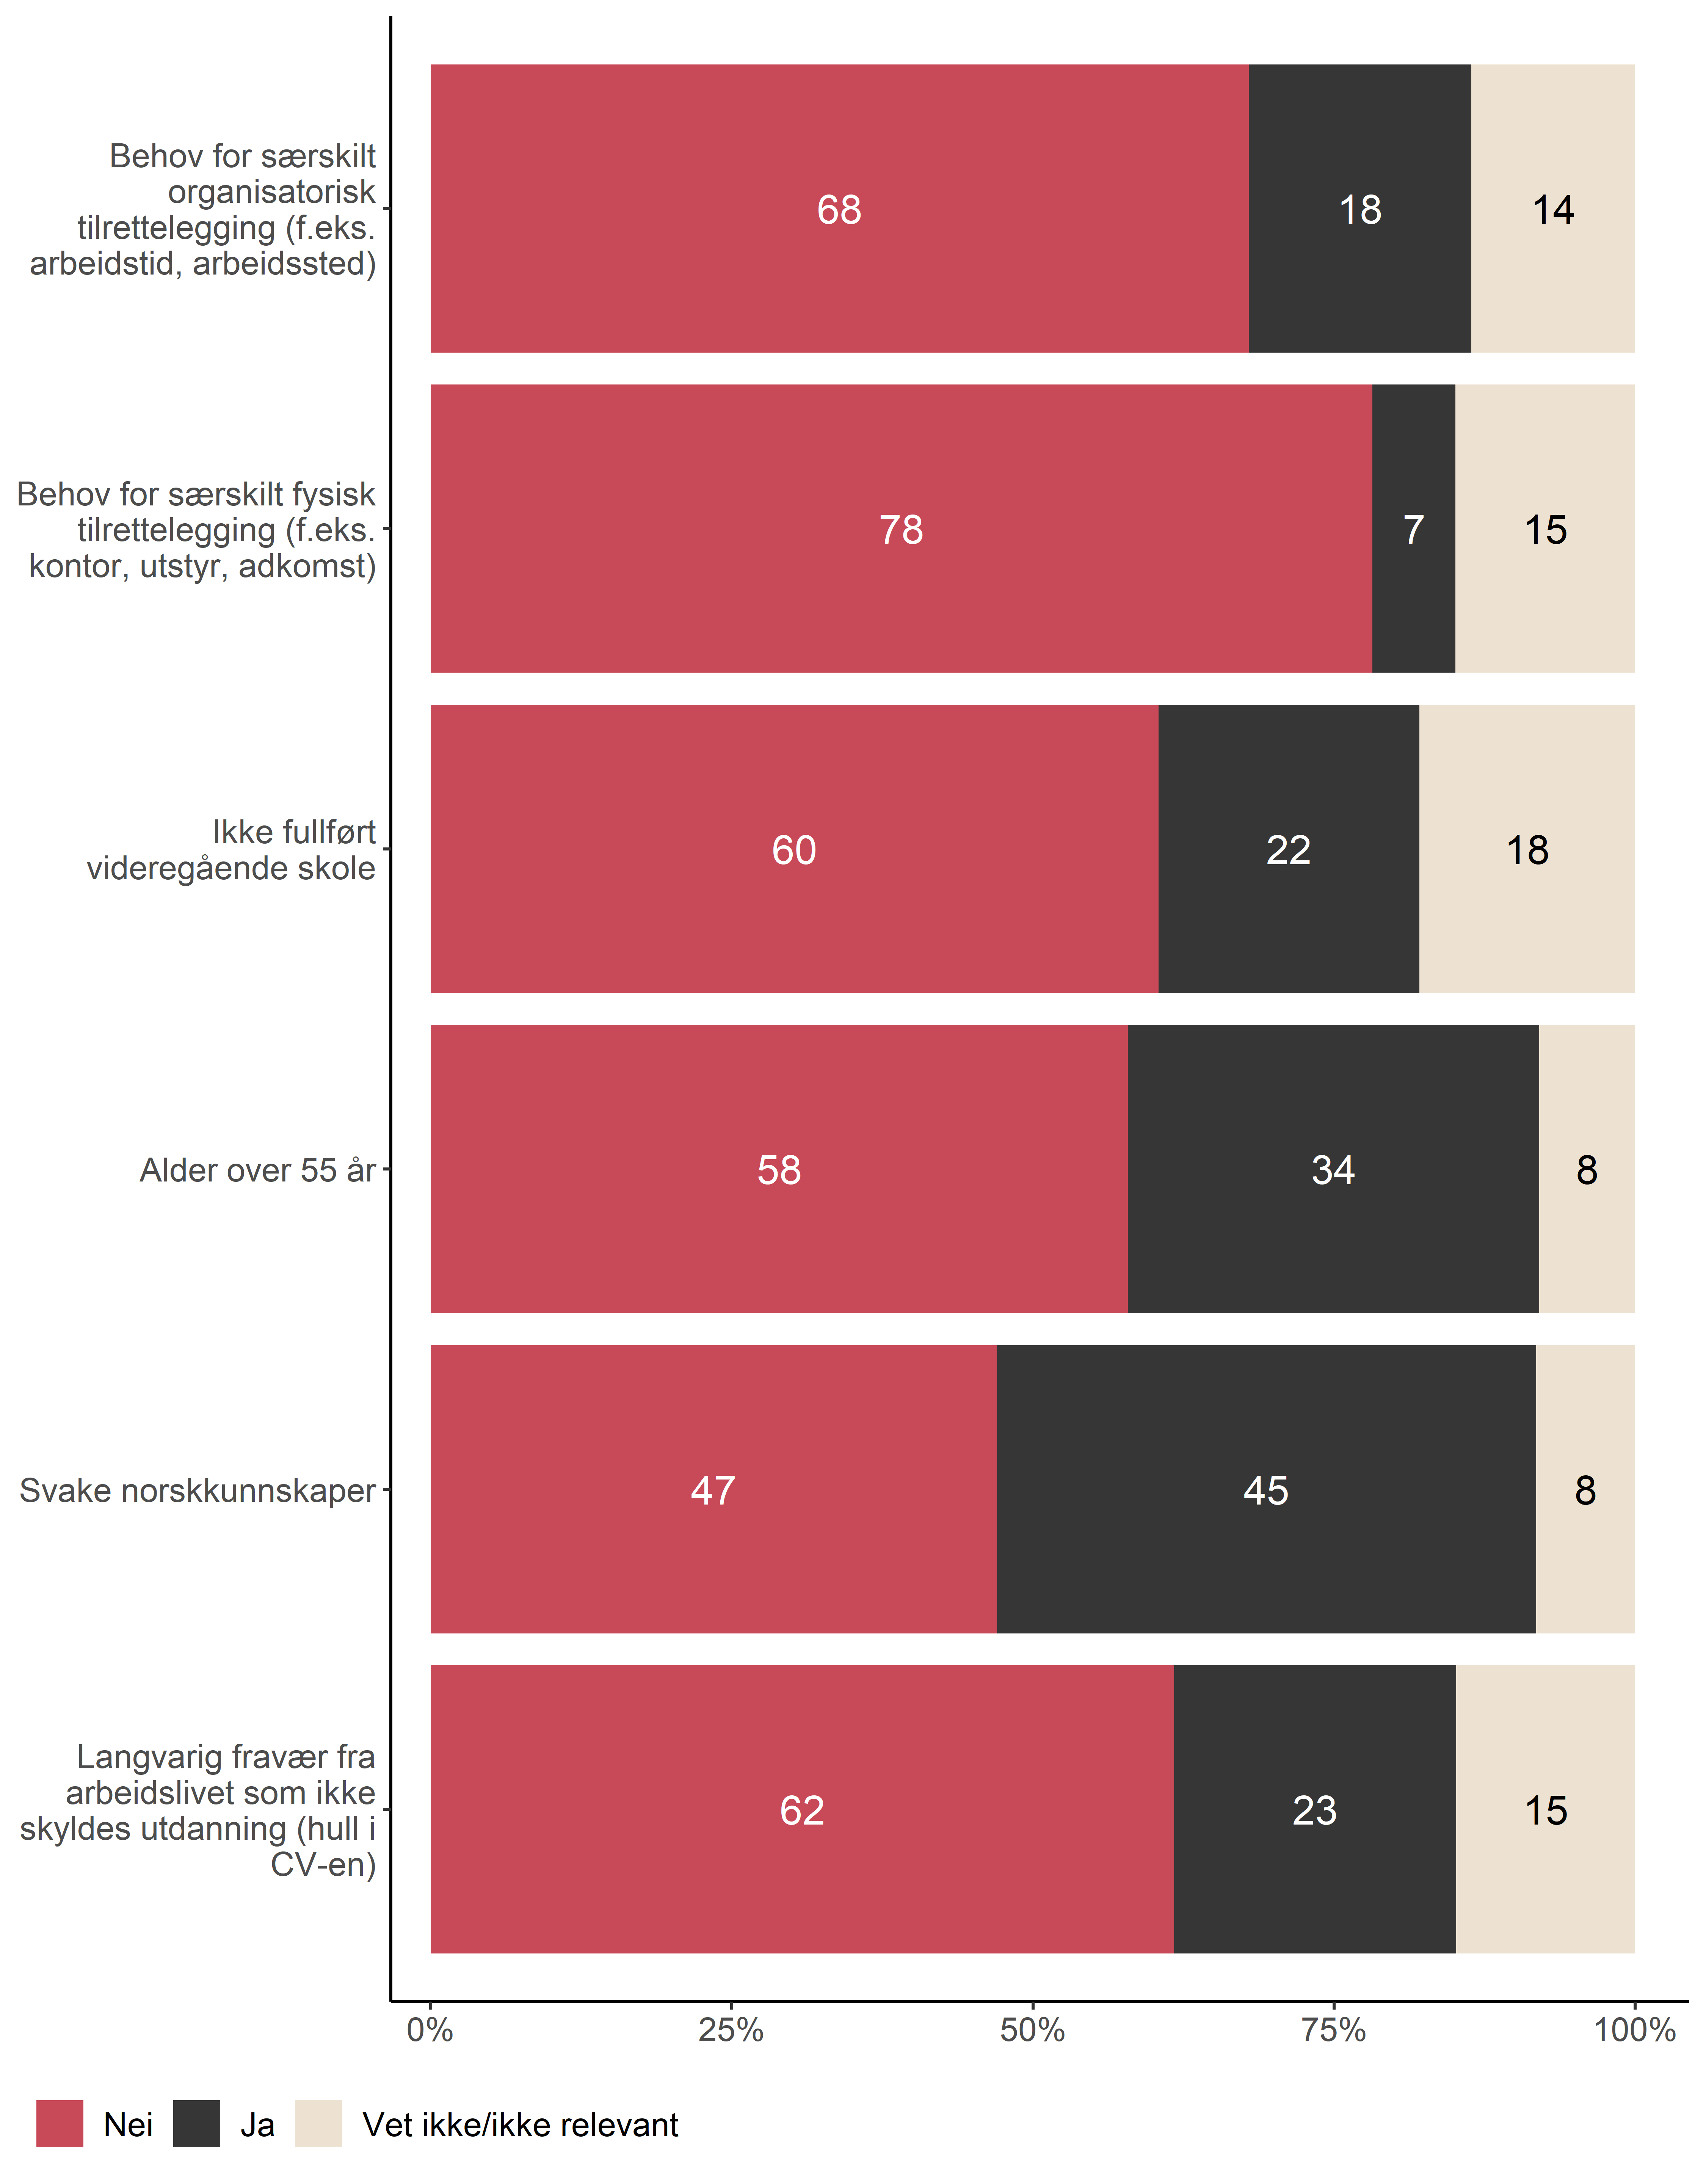 Behov for særskilt
organisatorisk
tilrettelegging (f.eks.
arbeidstid, arbeidssted)
68 18 14
Behov for særskilt fysisk
tilrettelegging (f.eks.
kontor, utstyr, adkomst)
78 7 15
Ikke fullført
videregående skole
60 22 18
Alder over 55 år
58 34 8
Svake norskkunnskaper
47 45 8
Langvarig fravær fra
arbeidslivet som ikke
skyldes utdanning (hull i
CV-en)
62 23 15
0% 25% 50% 75% 100%
Nei Ja Vet ikke/ikke relevant